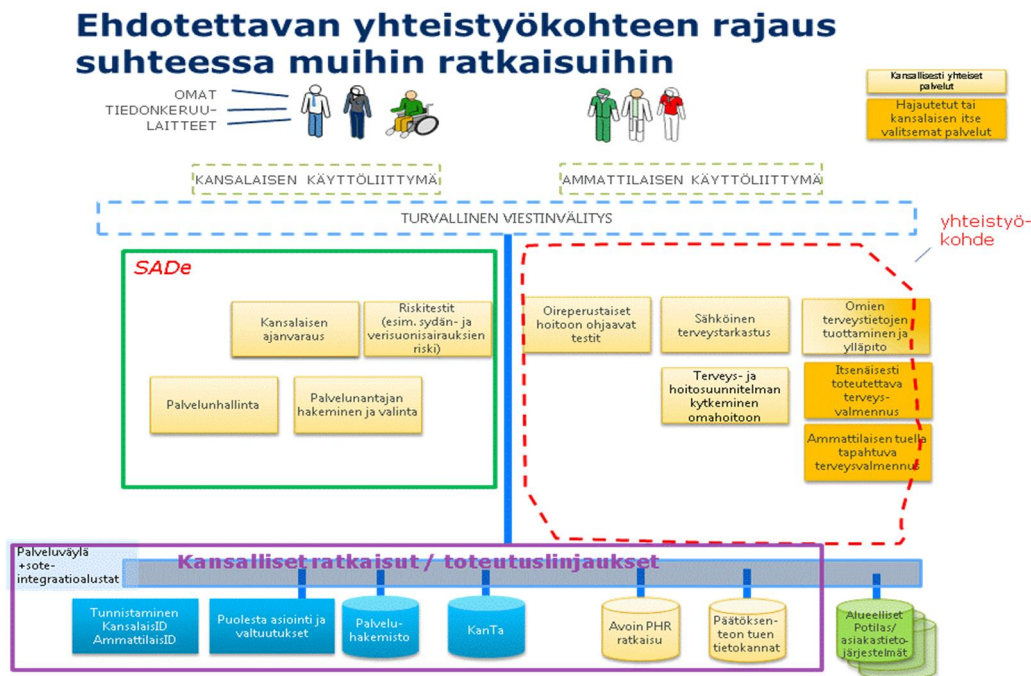 Ehdotettavan yhteistyökohteen rajaus
suhteessa muihin ratkaisuihin
OMAT
TIEDONKERUU-
LAITTEET
Kansallisesti yhteiset
palvelut
Hajautetut tai
kansalaisen itse
valitsemat palvelut
KANSALAISEN KÄYTTÖLIITTYMÄ
AMMATTILAISEN KÄYTTÖLIITTYMÄ
TURVALLINEN VIESTINVÄLITYS
yhteistyö-
kohde
SADe
Kansalaisen
ajanvaraus
Riskitestit
(esim. sydän- ja
verisuonisairauksien
riski)
Palvelunhallinta
Palvelunantajan
hakeminen ja valinta
Oireperustaiset
hoitoon ohjaavat
testit
Sähköinen
terveystarkastus
Omien
terveystietojen
tuottaminen ja
ylläpito
Terveys- ja
hoitosuunnitelman
kytkeminen
omahoitoon
Itsenäisesti
toteutettava
terveys-
valmennus
Ammattilaisen tuella
tapahtuva
terveysvalmennus
Palveluväylä
+sote-
integraatioalustat
Kansalliset ratkaisut / toteutuslinjaukset
Tunnistaminen
KansalaisID
AmmattilaisID
Puolesta asiointi ja
valtuutukset
Palvelu-
hakemisto
KanTa
Avoin PHR
ratkaisu
Päätöksen-
teon tuen
tietokannat
Alueelliset
Potilas/
asiakastieto-
järjestelmät